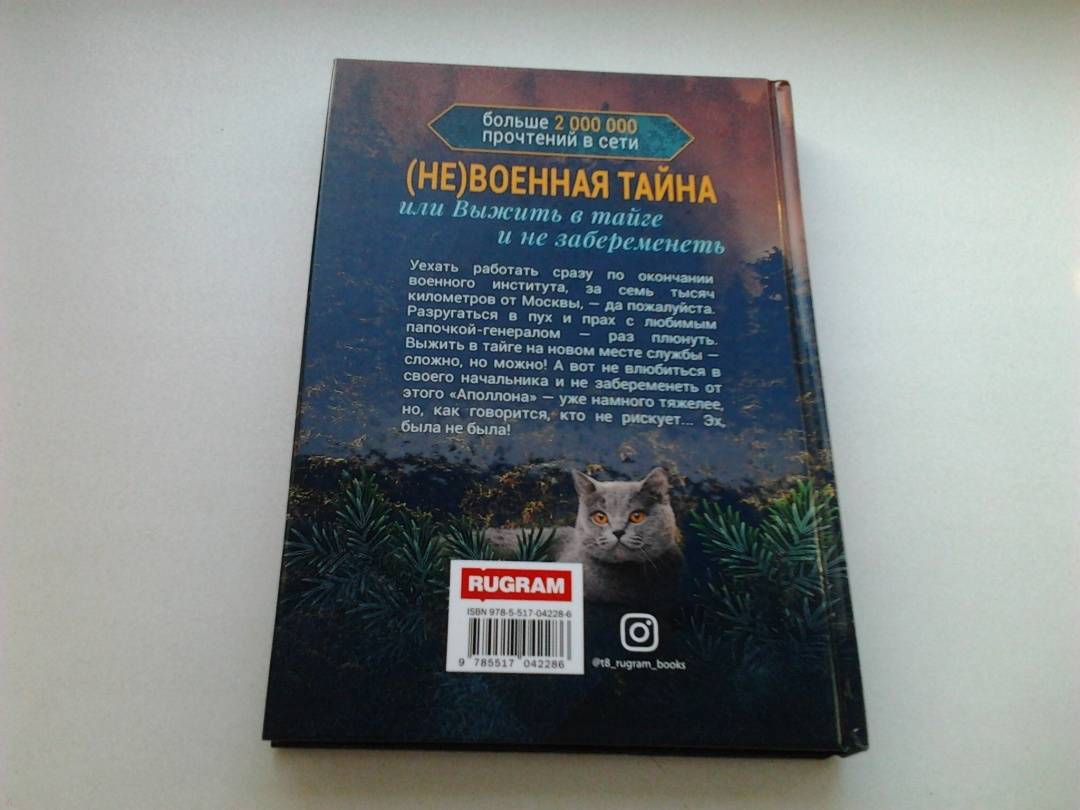 больше 2 000 000
прочтений в сети
(НЕ)ВОЕННАЯ ТАЙНА
или Выжить в тайге
и не забеременеть
Уехать работать сразу по окончании
военного института, за семь тысяч
километров от Москвы, — да пожалуйста.
Разругаться в пух и прах с любимым
папочкой-генералом — раз плюнуть.
Выжить в тайге на новом месте службы —
сложно, но можно! А вот не влюбиться в
своего начальника и не забеременеть от
этого «Аполлона» — уже намного тяжелее,
но, как говорится, кто не рискует... Эх,
была не была!
RUGRAM
ISBN 978-5-517-04228-6
9 785517 042286
@t8_rugram_books